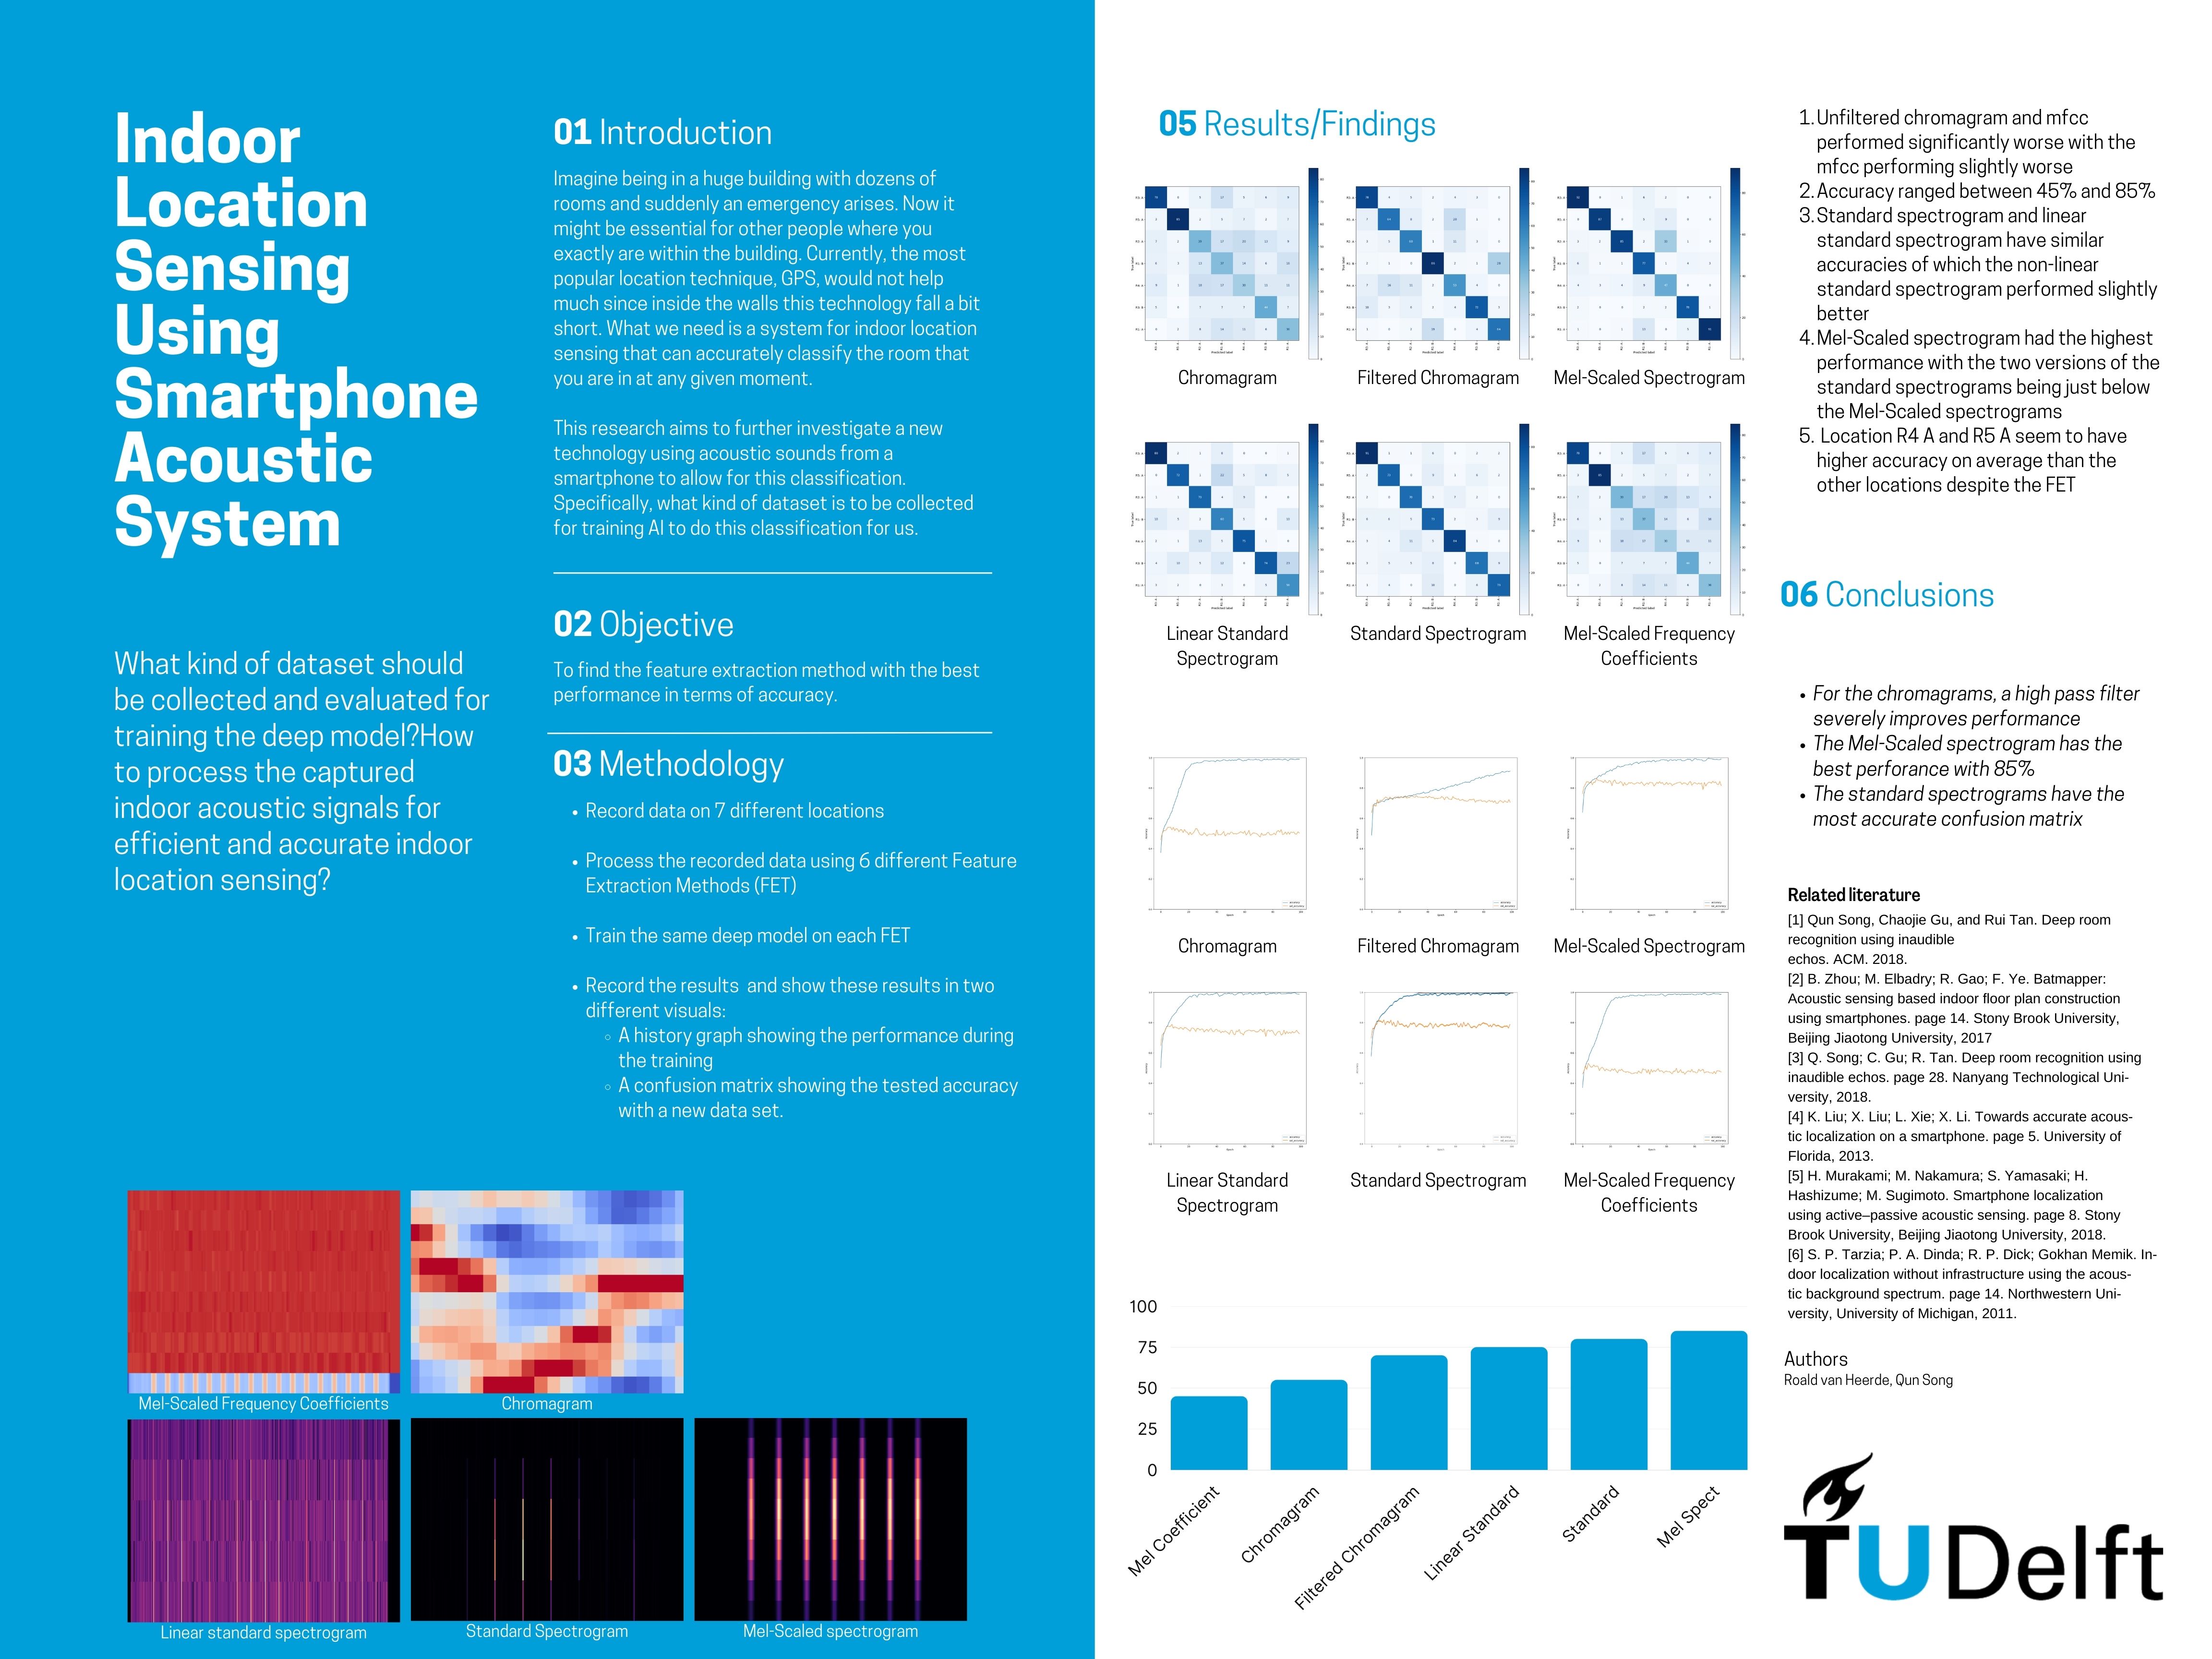 Indoor
Location
Sensing
Using
Smartphone
Acoustic
System
What kind of dataset should
be collected and evaluated for
training the deep model?How
to process the captured
indoor acoustic signals for
efficient and accurate indoor
location sensing?
01 Introduction
Imagine being in a huge building with dozens of
rooms and suddenly an emergency arises. Now it
might be essential for other people where you
exactly are within the building. Currently, the most
popular location technique, GPS, would not help
much since inside the walls this technology fall a bit
short. What we need is a system for indoor location
sensing that can accurately classify the room that
you are in at any given moment.
This research aims to further investigate a new
technology using acoustic sounds from a
smartphone to allow for this classification.
Specifically, what kind of dataset is to be collected
for training AI to do this classification for us.
02 Objective
To find the feature extraction method with the best
performance in terms of accuracy.
03 Methodology
• Record data on 7 different locations
• Process the recorded data using 6 different Feature
Extraction Methods (FET)
• Train the same deep model on each FET
• Record the results and show these results in two
different visuals:
◦ A history graph showing the performance during
the training
◦ A confusion matrix showing the tested accuracy
with a new data set.
Mel-Scaled Frequency Coefficients
Chromagram
Linear standard spectrogram
Standard Spectrogram
Mel-Scaled spectrogram
05 Results/Findings
Chromagram
Filtered Chromagram
Mel-Scaled Spectrogram
Linear Standard
Spectrogram
Standard Spectrogram
Mel-Scaled Frequency
Coefficients
Chromagram
Filtered Chromagram
Mel-Scaled Spectrogram
Linear Standard
Spectrogram
Standard Spectrogram
Mel-Scaled Frequency
Coefficients
100
75
50
25
0
Mel Coefficient
Chromagram
Filtered Chromagram
Linear Standard
Standard
Mel Spect
1. Unfiltered chromagram and mfcc
performed significantly worse with the
mfcc performing slightly worse
2. Accuracy ranged between 45% and 85%
3. Standard spectrogram and linear
standard spectrogram have similar
accuracies of which the non-linear
standard spectrogram performed slightly
better
4. Mel-Scaled spectrogram had the highest
performance with the two versions of the
standard spectrograms being just below
the Mel-Scaled spectrograms
5. Location R4 A and R5 A seem to have
higher accuracy on average than the
other locations despite the FET
06 Conclusions
• For the chromagrams, a high pass filter
severely improves performance
• The Mel-Scaled spectrogram has the
best perforance with 85%
• The standard spectrograms have the
most accurate confusion matrix
Related literature
[1] Qun Song, Chaojie Gu, and Rui Tan. Deep room
recognition using inaudible
echos. ACM. 2018.
[2] B. Zhou; M. Elbadry; R. Gao; F. Ye. Batmapper:
Acoustic sensing based indoor floor plan construction
using smartphones. page 14. Stony Brook University,
Beijing Jiaotong University, 2017
[3] Q. Song; C. Gu; R. Tan. Deep room recognition using
inaudible echos. page 28. Nanyang Technological Uni-
versity, 2018.
[4] K. Liu; X. Liu; L. Xie; X. Li. Towards accurate acous-
tic localization on a smartphone. page 5. University of
Florida, 2013.
[5] H. Murakami; M. Nakamura; S. Yamasaki; H.
Hashizume; M. Sugimoto. Smartphone localization
using active–passive acoustic sensing. page 8. Stony
Brook University, Beijing Jiaotong University, 2018.
[6] S. P. Tarzia; P. A. Dinda; R. P. Dick; Gokhan Memik. In-
door localization without infrastructure using the acous-
tic background spectrum. page 14. Northwestern Uni-
versity, University of Michigan, 2011.
Authors
Roald van Heerde, Qun Song
TU Delft